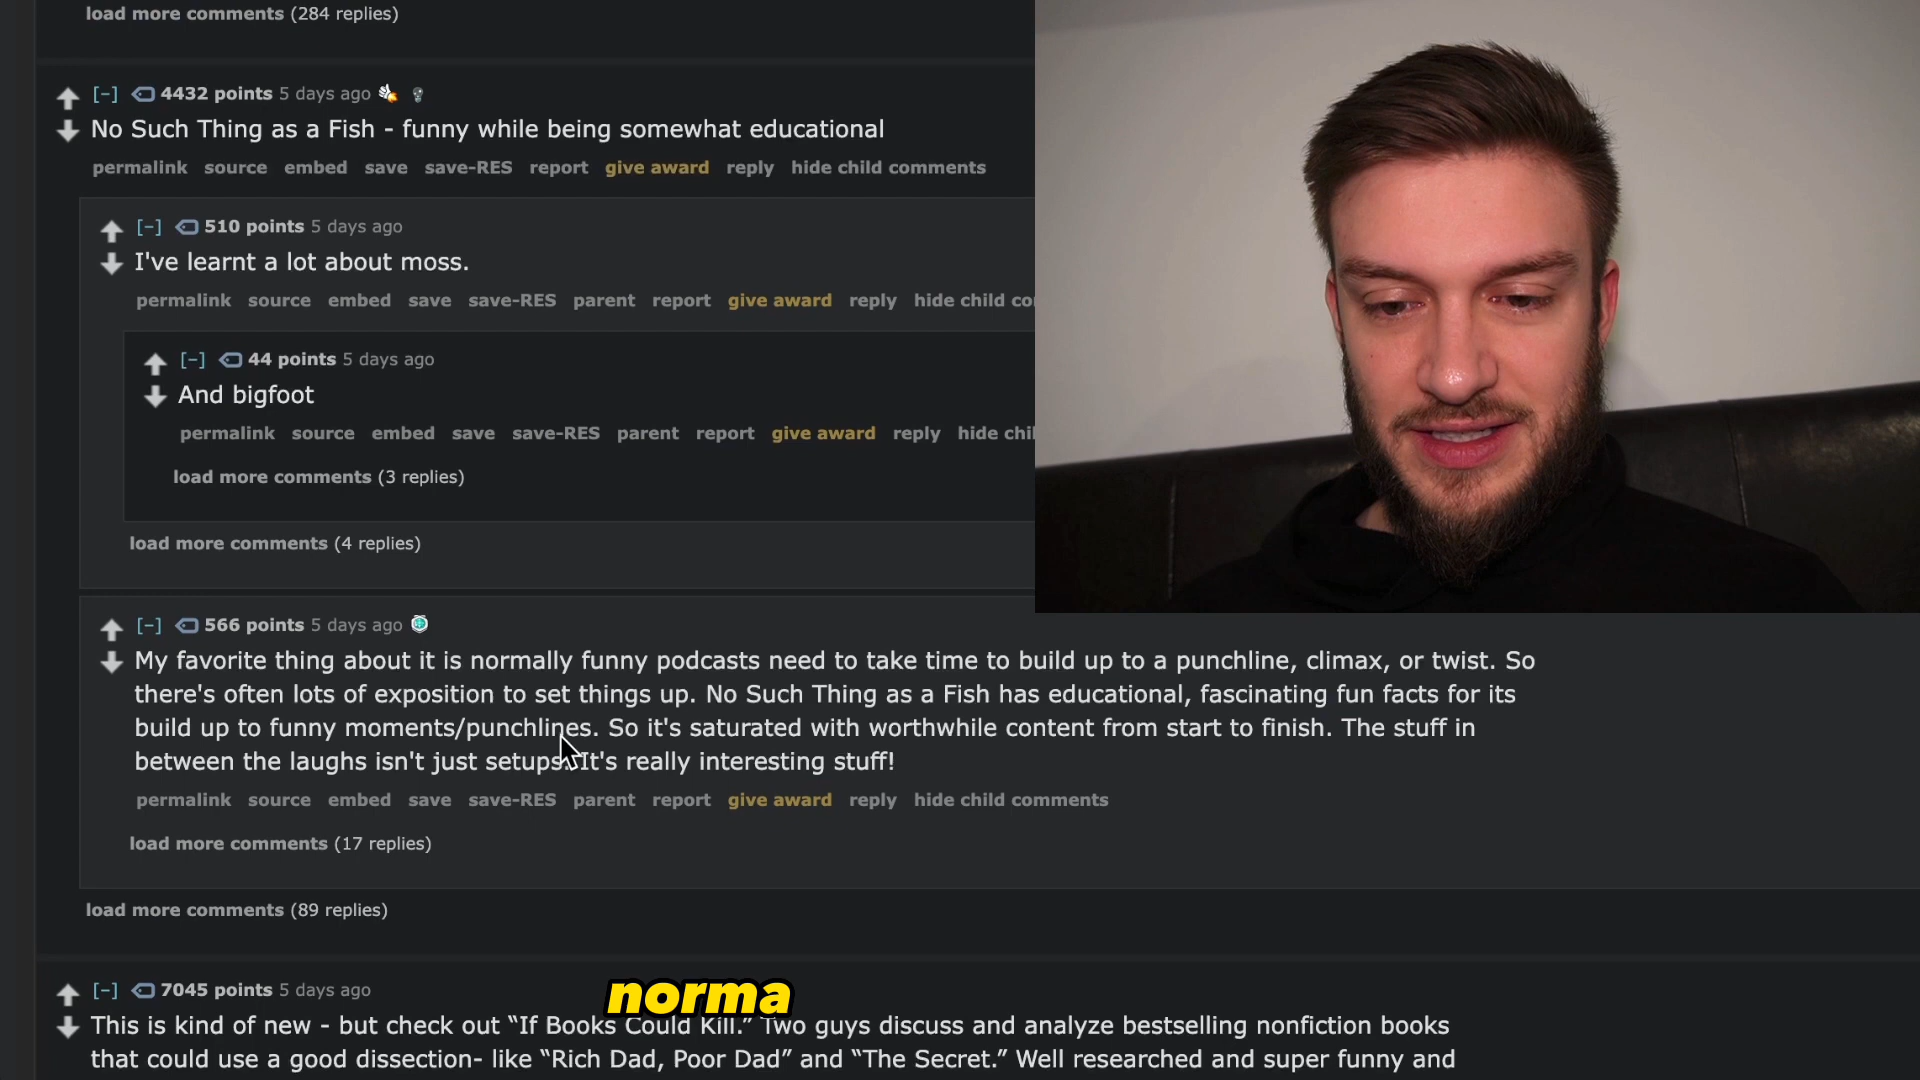 load more comments (284 replies)
[–] 4432 points 5 days ago
No Such Thing as a Fish - funny while being somewhat educational
permalink source embed save save-RES report give award reply hide child comments
[–] 510 points 5 days ago
I've learnt a lot about moss.
permalink source embed save save-RES parent report give award reply hide child co
[–] 44 points 5 days ago
And bigfoot
permalink source embed save save-RES parent report give award reply hide chil
load more comments (3 replies)
load more comments (4 replies)
[–] 566 points 5 days ago
My favorite thing about it is normally funny podcasts need to take time to build up to a punchline, climax, or twist. So
there's often lots of exposition to set things up. No Such Thing as a Fish has educational, fascinating fun facts for its
build up to funny moments/punchlines. So it's saturated with worthwhile content from start to finish. The stuff in
between the laughs isn't just setups. It's really interesting stuff!
permalink source embed save save-RES parent report give award reply hide child comments
load more comments (17 replies)
load more comments (89 replies)
[–] 7045 points 5 days ago
norma
This is kind of new - but check out “If Books Could Kill.” Two guys discuss and analyze bestselling nonfiction books
that could use a good dissection- like “Rich Dad, Poor Dad” and “The Secret.” Well researched and super funny and